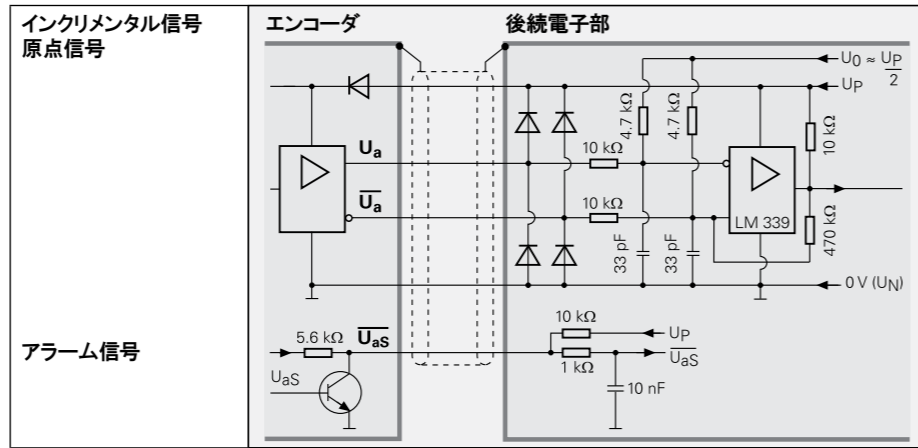 インクリメンタル信号
原点信号
エンコーダ
後続電子部
U0 ≈ UP/2
UP
4.7 kΩ
4.7 kΩ
10 kΩ
Ua
10 kΩ
Ua
10 kΩ
LM 339
470 kΩ
33 pF
33 pF
0 V (UN)
アラーム信号
5.6 kΩ
UaS
UaS
10 kΩ
UP
1 kΩ
UaS
10 nF